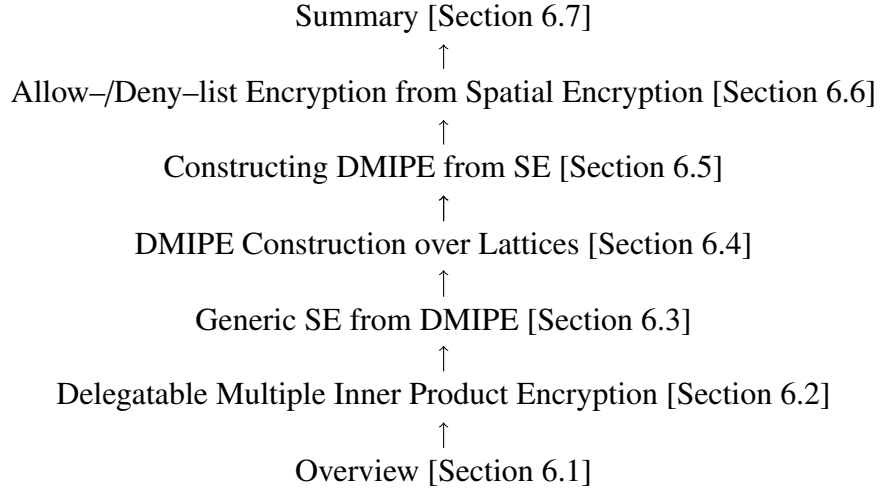 Summary [Section 6.7]
↑
Allow–/Deny–list Encryption from Spatial Encryption [Section 6.6]
↑
Constructing DMIPE from SE [Section 6.5]
↑
DMIPE Construction over Lattices [Section 6.4]
↑
Generic SE from DMIPE [Section 6.3]
↑
Delegatable Multiple Inner Product Encryption [Section 6.2]
↑
Overview [Section 6.1]